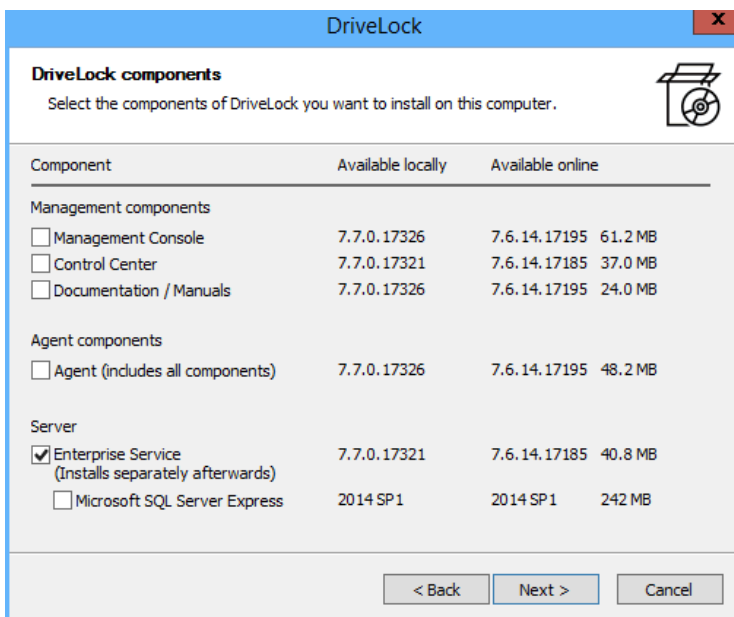 DriveLock
x
DriveLock components
Select the components of DriveLock you want to install on this computer.
Component Available locally Available online
Management components
Management Console 7.7.0.17326 7.6.14.17195 61.2 MB
Control Center 7.7.0.17321 7.6.14.17185 37.0 MB
Documentation / Manuals 7.7.0.17326 7.6.14.17195 24.0 MB
Agent components
Agent (includes all components) 7.7.0.17326 7.6.14.17195 48.2 MB
Server
Enterprise Service 7.7.0.17321 7.6.14.17185 40.8 MB
(Installs separately afterwards)
Microsoft SQL Server Express 2014 SP1 2014 SP1 242 MB
< Back Next > Cancel